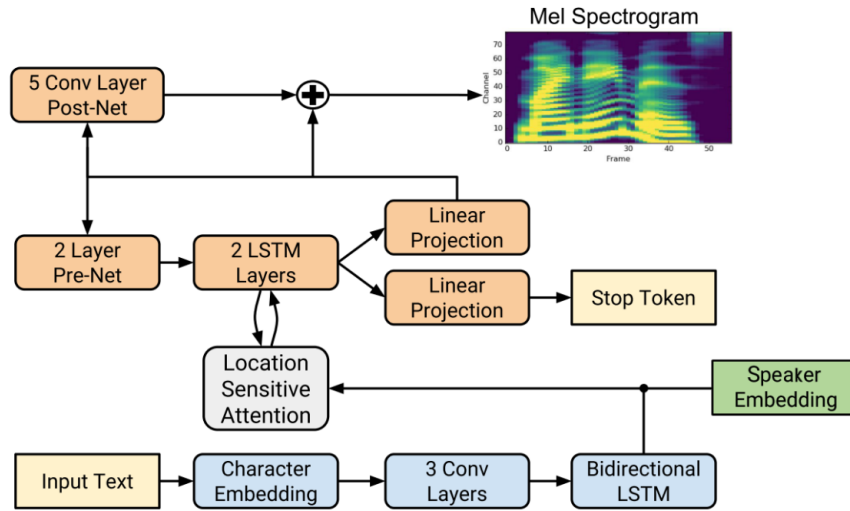 Mel Spectrogram
70
60
50
40
30
20
10
0
Channel
0 10 20 30 40 50
Frame
5 Conv Layer
Post-Net
2 Layer
Pre-Net
2 LSTM
Layers
Linear
Projection
Linear
Projection
Stop Token
Location
Sensitive
Attention
Speaker
Embedding
Input Text
Character
Embedding
3 Conv
Layers
Bidirectional
LSTM